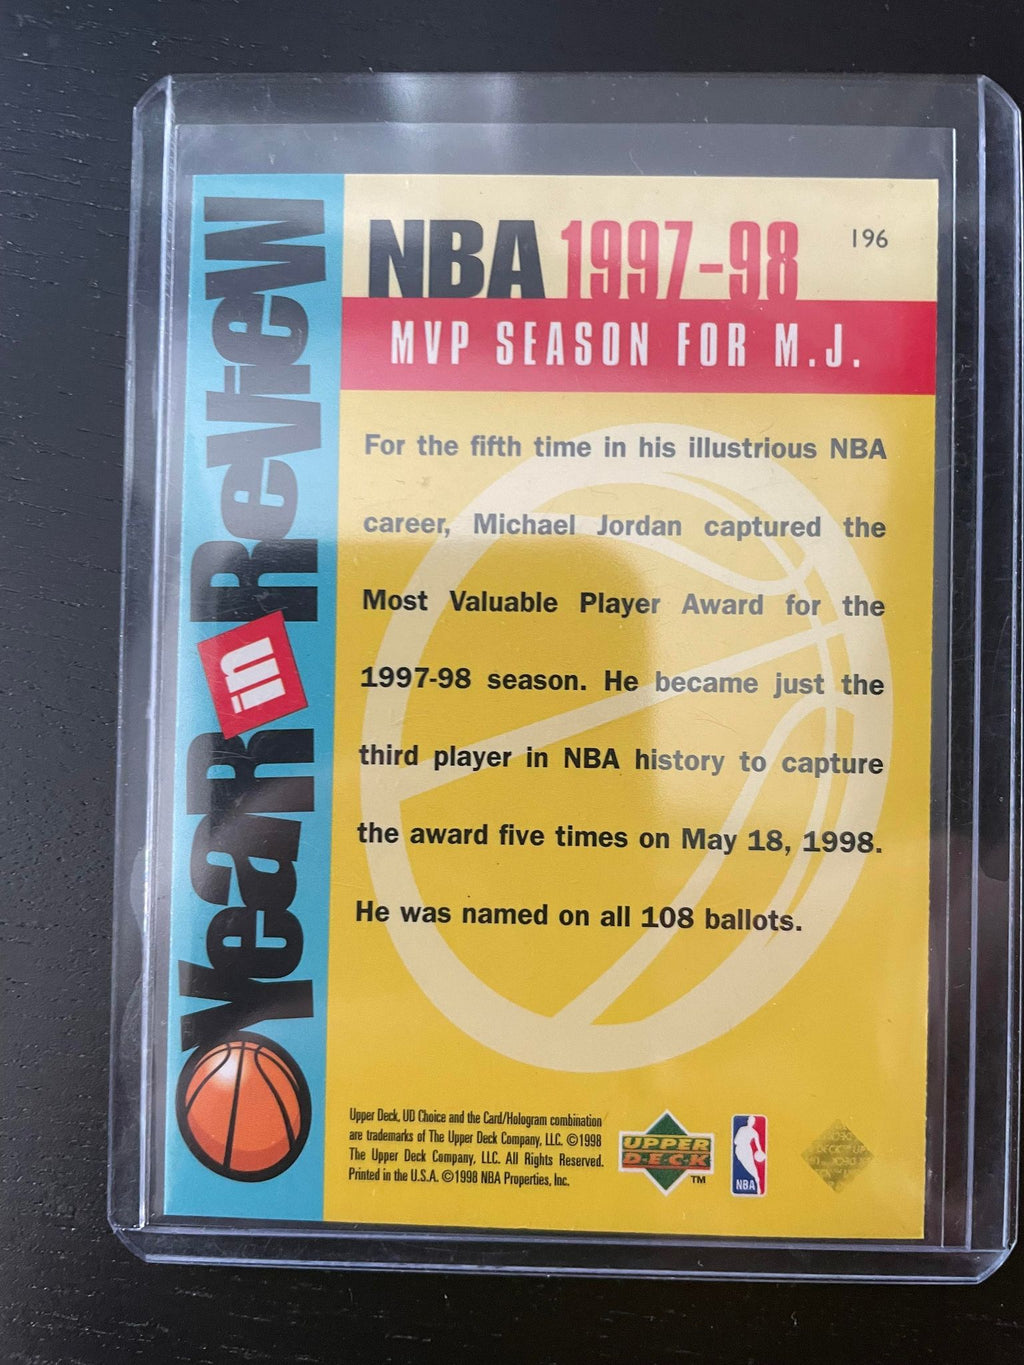 YeaR in ReVieW
NBA 1997-98
196
MVP SEASON FOR M.J.
For the fifth time in his illustrious NBA
career, Michael Jordan captured the
Most Valuable Player Award for the
1997-98 season. He became just the
third player in NBA history to capture
the award five times on May 18, 1998.
He was named on all 108 ballots.
Upper Deck, UD Choice and the Card/Hologram combination
are trademarks of The Upper Deck Company, LLC. ©1998
The Upper Deck Company, LLC. All Rights Reserved.
Printed in the U.S.A. ©1998 NBA Properties, Inc.
UPPER
D·E·C·K
TM
NBA